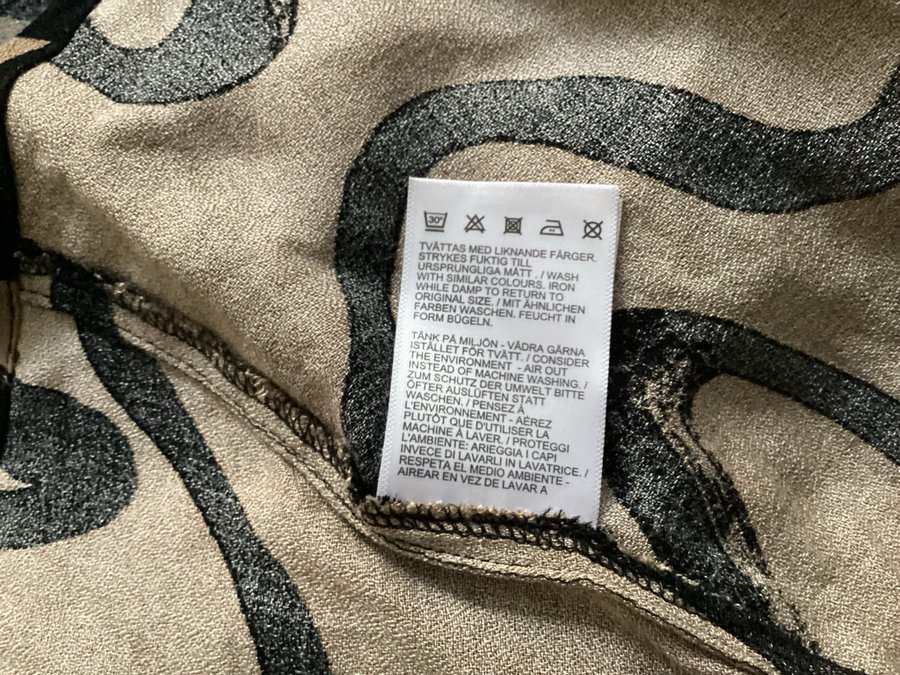 30°
TVÄTTAS MED LIKNANDE FÄRGER.
STRYKES FUKTIG TILL
URSPRUNGLIGA MÅTT . / WASH
WITH SIMILAR COLOURS. IRON
WHILE DAMP TO RETURN TO
ORIGINAL SIZE. / MIT ÄHNLICHEN
FARBEN WASCHEN. FEUCHT IN
FORM BÜGELN.
TÄNK PÅ MILJÖN - VÄDRA GÄRNA
ISTÄLLET FÖR TVÄTT. / CONSIDER
THE ENVIRONMENT - AIR OUT
INSTEAD OF MACHINE WASHING. /
ZUM SCHUTZ DER UMWELT BITTE
ÖFTER AUSLÜFTEN STATT
WASCHEN. / PENSEZ À
L'ENVIRONNEMENT - AÉREZ
PLUTÔT QUE D'UTILISER LA
MACHINE À LAVER. / PROTEGGI
L'AMBIENTE: ARIEGGIA I CAPI
INVECE DI LAVARLI IN LAVATRICE. /
RESPETA EL MEDIO AMBIENTE -
AIREAR EN VEZ DE LAVAR A